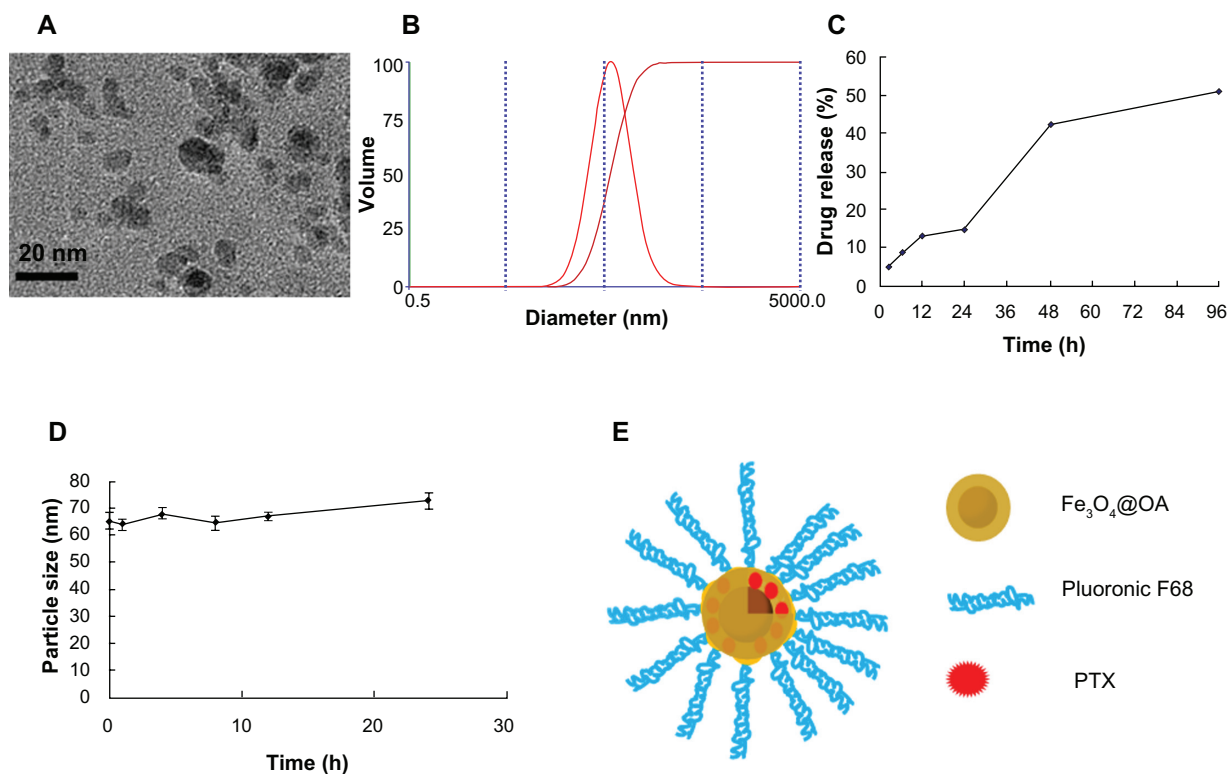 A
20 nm
B
Volume
100
75
50
25
0
0.5
5000.0
Diameter (nm)
C
Drug release (%)
60
50
40
30
20
10
0
0 12 24 36 48 60 72 84 96
Time (h)
D
Particle size (nm)
80
70
60
50
40
30
20
10
0
0 10 20 30
Time (h)
E
Fe₃O₄@OA
Pluoronic F68
PTX